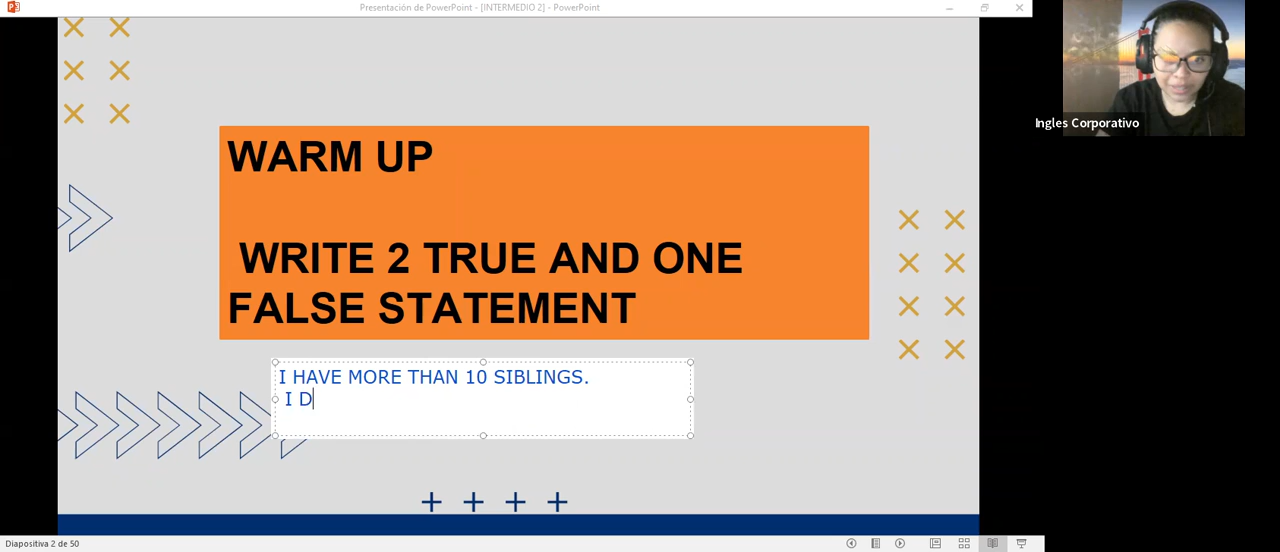 Presentación de PowerPoint - [INTERMEDIO 2] - PowerPoint
WARM UP
WRITE 2 TRUE AND ONE
FALSE STATEMENT
I HAVE MORE THAN 10 SIBLINGS.
I D
Ingles Corporativo
Diapositiva 2 de 50